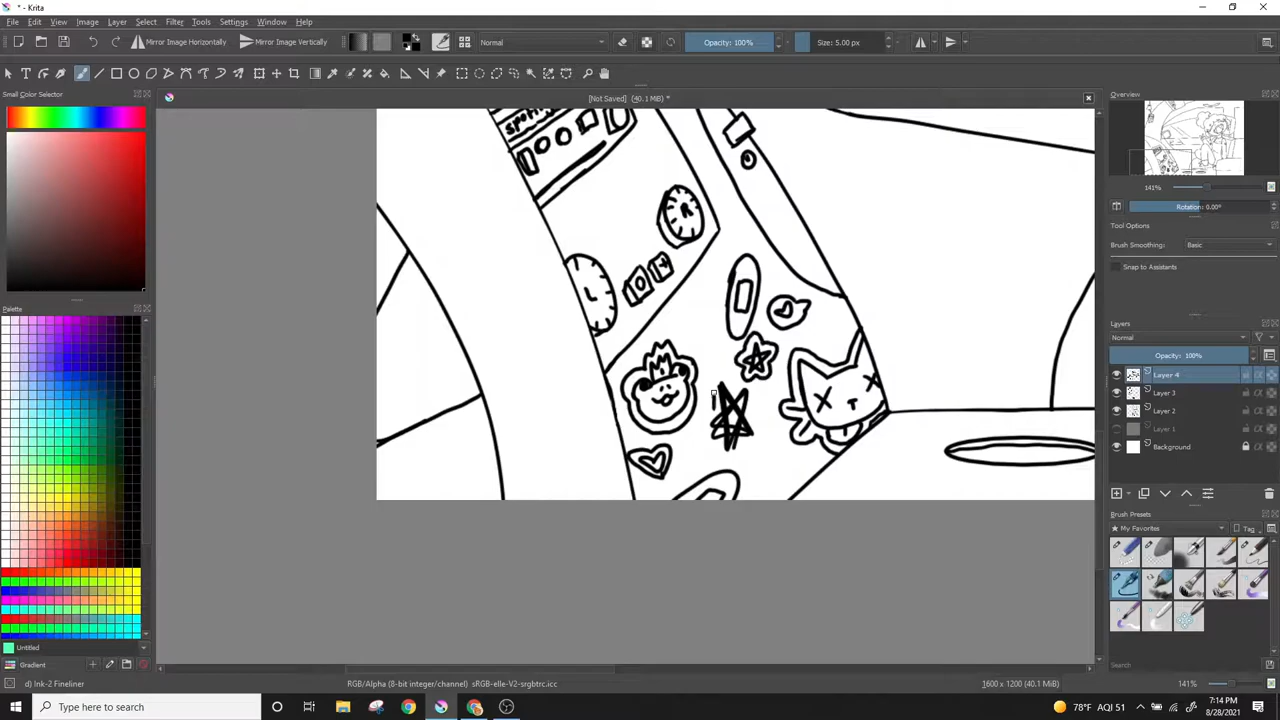 * - Krita
File Edit View Image Layer Select Filter Tools Settings Window Help
Mirror Image Horizontally Mirror Image Vertically Normal Opacity: 100% Size: 5.00 px
Small Color Selector
[Not Saved] (40.1 MiB) *
Overview
141%
Rotation: 0.00°
Tool Options
Brush Smoothing: Basic
Snap to Assistants
Palette
Layers
Normal
Opacity: 100%
Layer 4
Layer 3
Layer 2
Layer 1
Background
Brush Presets
My Favorites Tag
Untitled
Gradient
Search
d) Ink-2 Fineliner RGB/Alpha (8-bit integer/channel) sRGB-elle-V2-srgbtrc.icc 1600 x 1200 (40.1 MiB) 141%
Type here to search 78°F AQI 51 7:14 PM
8/28/2021